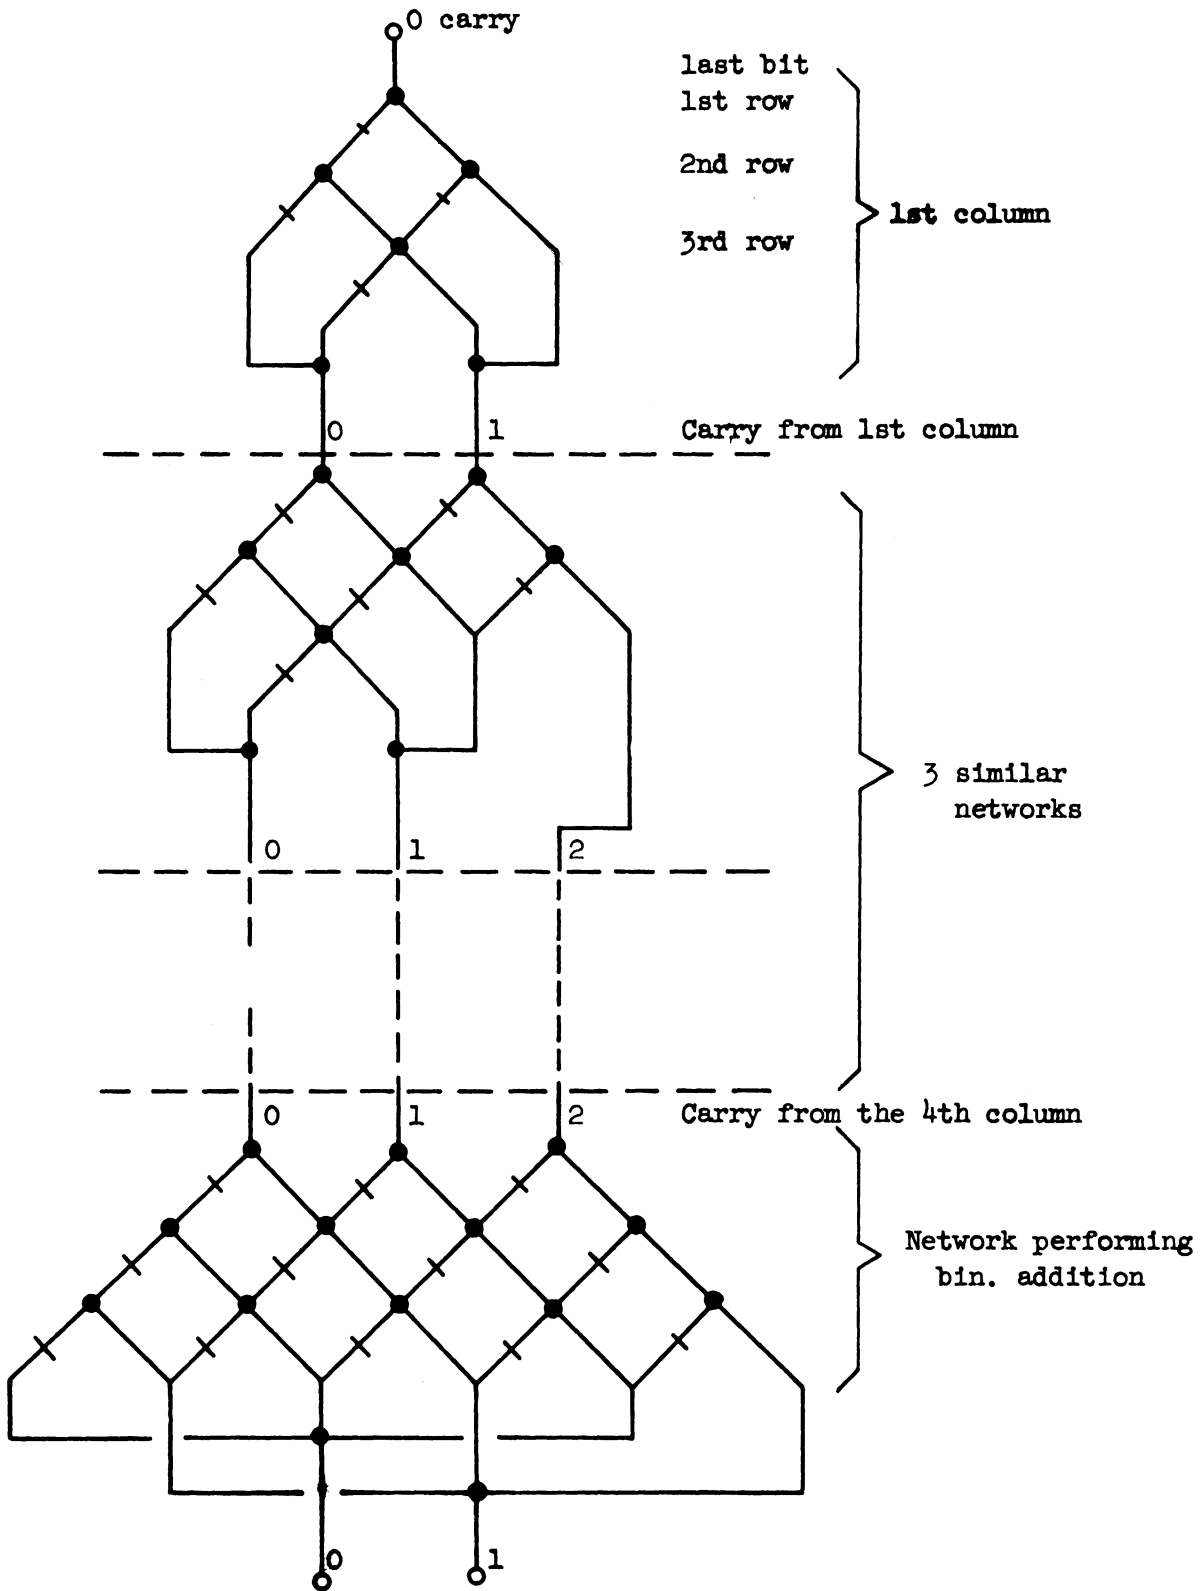 0 carry
last bit
1st row
2nd row
3rd row
1st column
0
1
Carry from 1st column
3 similar
networks
0
1
2
0
1
2
Carry from the 4th column
Network performing
bin. addition
0
1